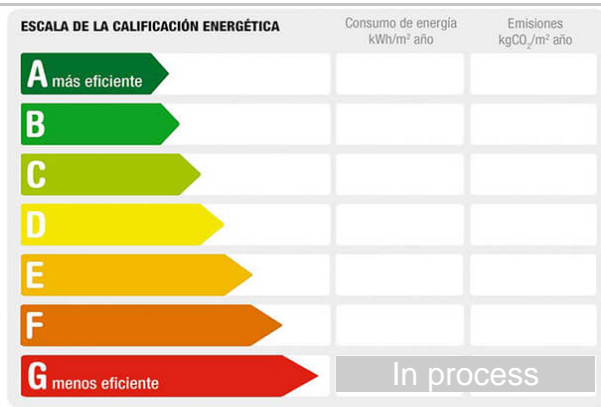 ESCALA DE LA CALIFICACIÓN ENERGÉTICA
Consumo de energía
kWh/m² año
Emisiones
kgCO₂/m² año
A más eficiente
B
C
D
E
F
G menos eficiente
In process